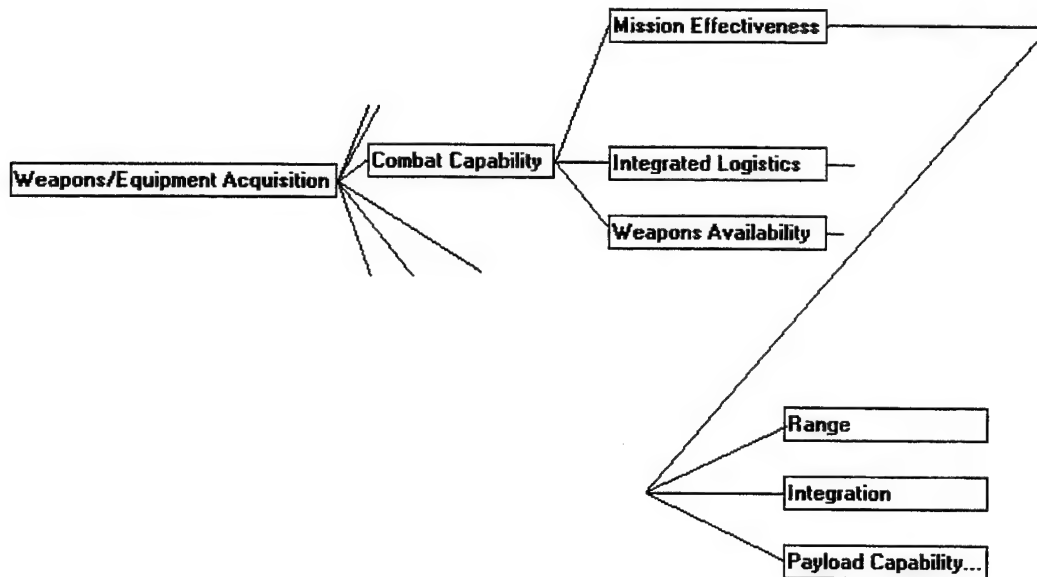 Mission Effectiveness
Combat Capability
Integrated Logistics
Weapons/Equipment Acquisition
Weapons Availability
Range
Integration
Payload Capability...